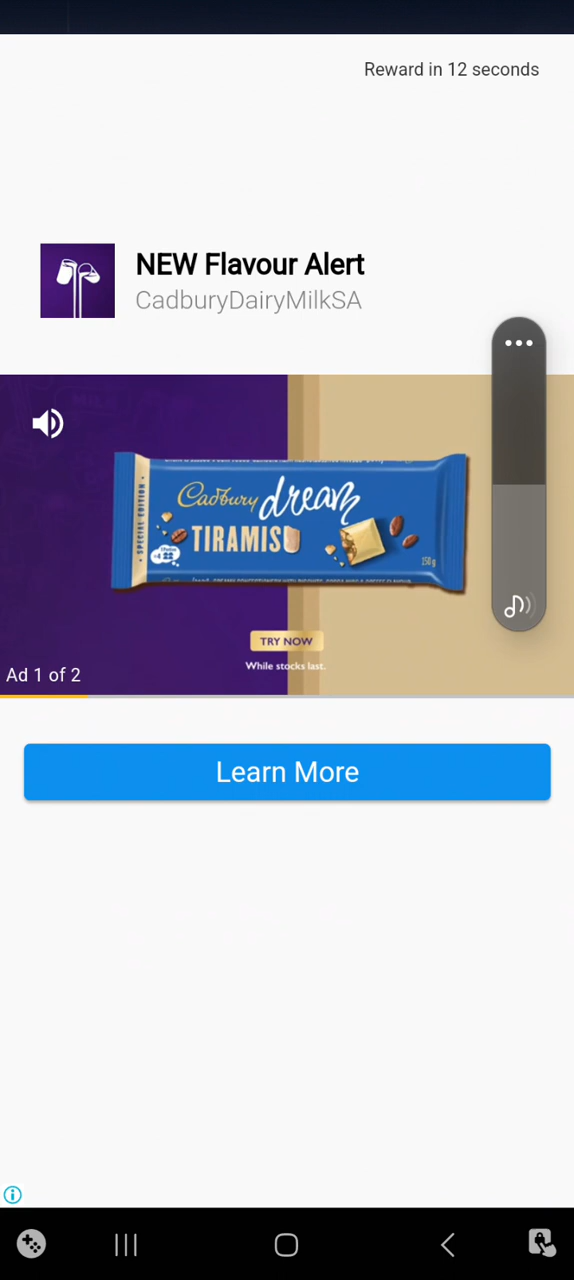 Reward in 12 seconds
NEW Flavour Alert
CadburyDairyMilkSA
• SPECIAL EDITION •
Cadbury dream
TIRAMISU
150 g
TRY NOW
While stocks last.
Ad 1 of 2
Learn More